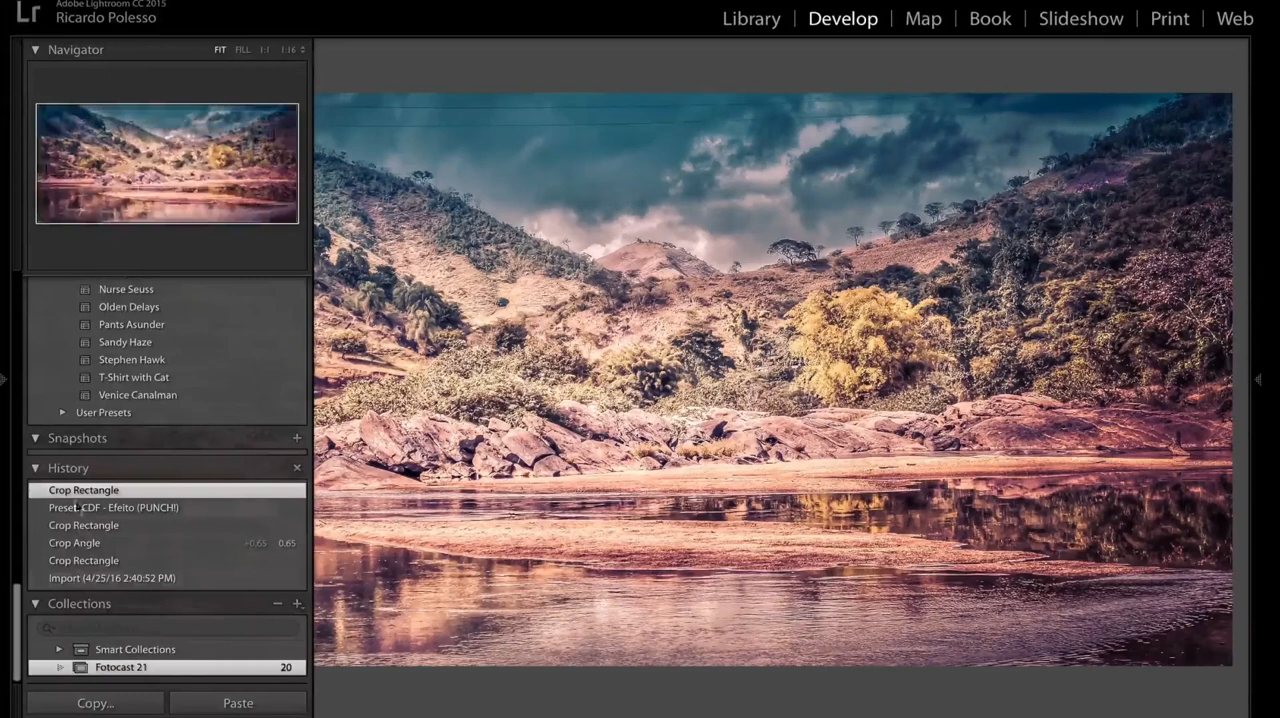 Lr
Adobe Lightroom CC 2015
Ricardo Polesso
Library | Develop | Map | Book | Slideshow | Print | Web
Navigator FIT FILL 1:1 1:16
Nurse Seuss
Olden Delays
Pants Asunder
Sandy Haze
Stephen Hawk
T-Shirt with Cat
Venice Canalman
User Presets
Snapshots +
History ×
Crop Rectangle
Preset: CDF - Efeito (PUNCH!)
Crop Rectangle
Crop Angle +0.65 0.65
Crop Rectangle
Import (4/25/16 2:40:52 PM)
Collections − +
Smart Collections
Fotocast 21 20
Copy... Paste